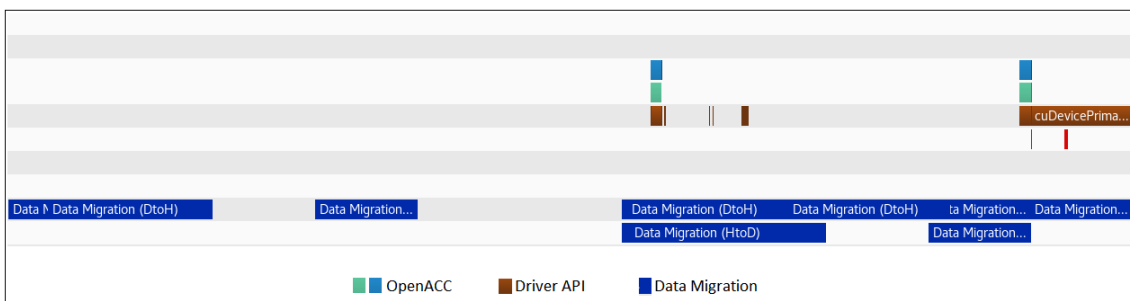 cuDevicePrima...
Data M Data Migration (DtoH) Data Migration... Data Migration (DtoH) Data Migration (DtoH) ta Migration... Data Migration...
Data Migration (HtoD) Data Migration...
OpenACC Driver API Data Migration